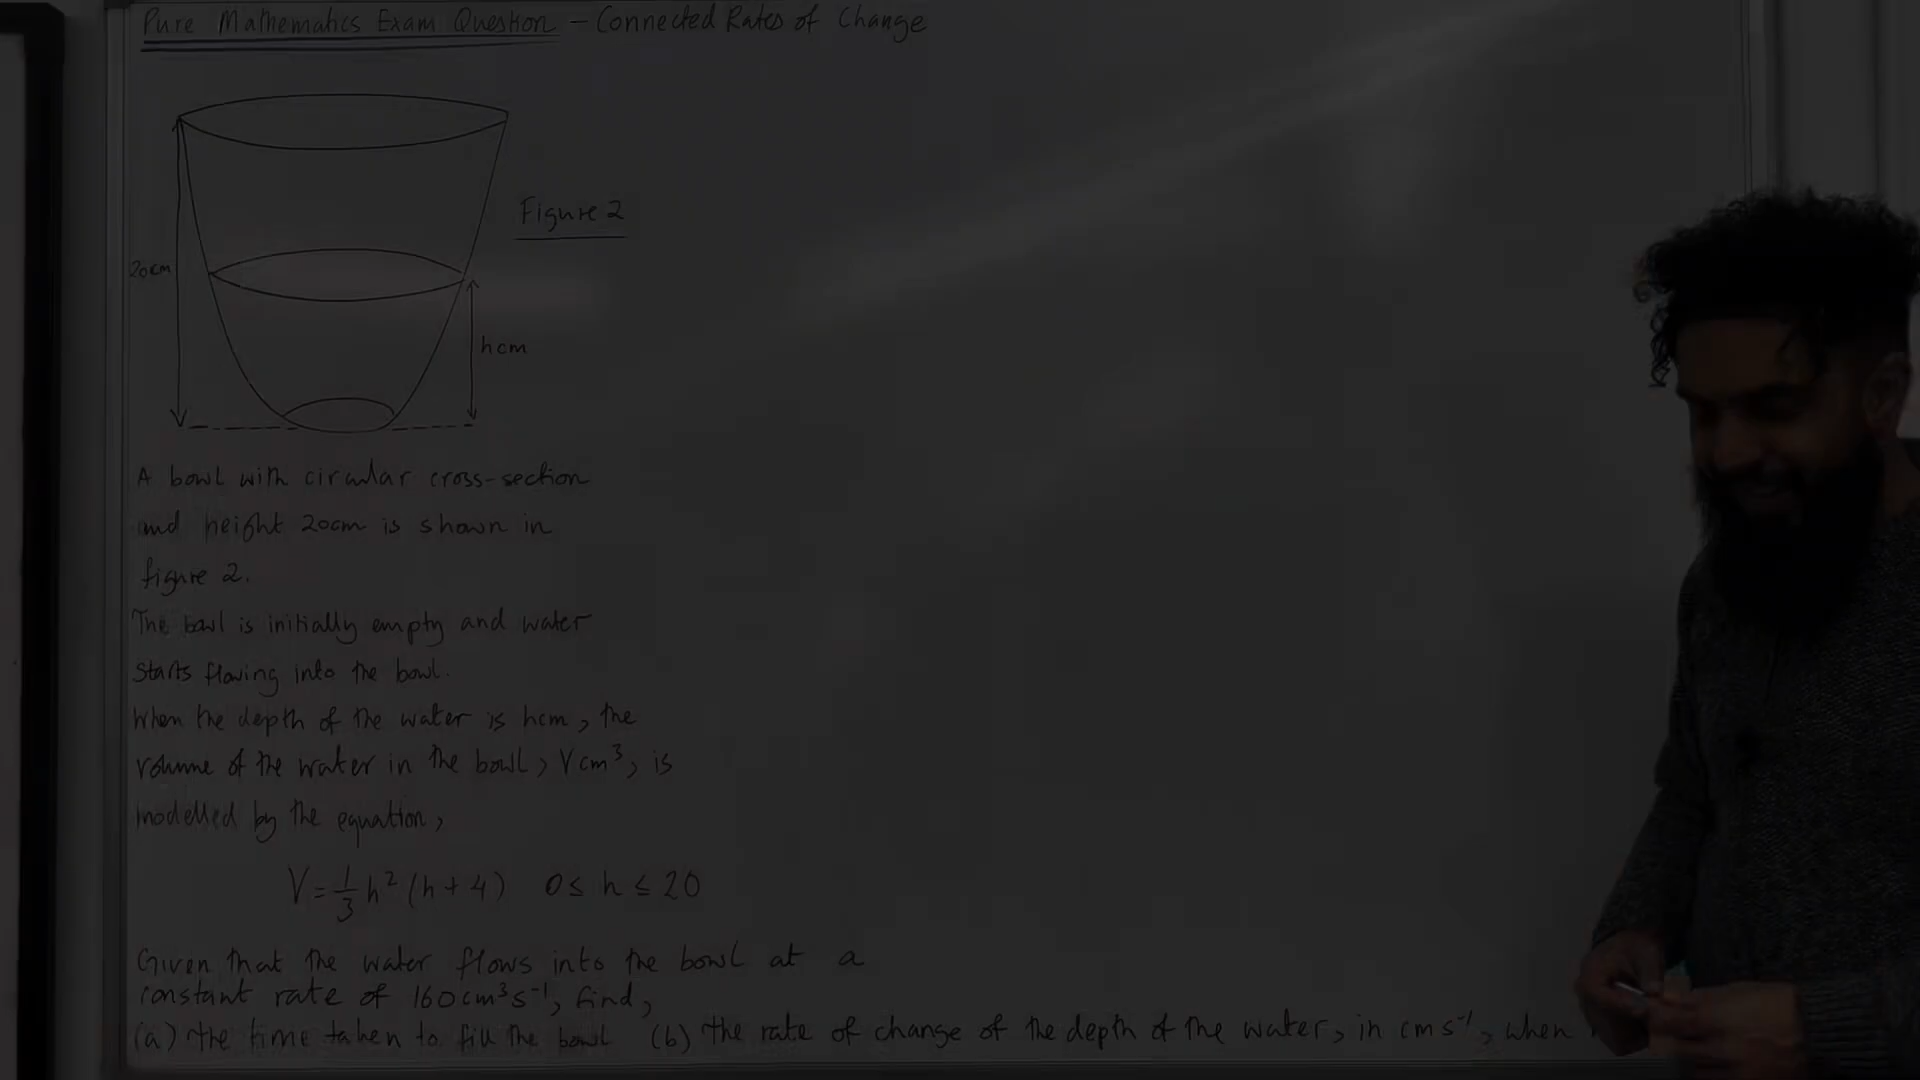 Pure Mathematics Exam Question - Connected Rates of Change
20cm
Figure 2
hcm
A bowl with circular cross-section
and height 20cm is shown in
figure 2.
The bowl is initially empty and water
starts flowing into the bowl.
When the depth of the water is hcm, the
volume of the water in the bowl, Vcm³, is
modelled by the equation,
V = 1/3 h² (h + 4) 0 ≤ h ≤ 20
Given that the water flows into the bowl at a
constant rate of 160cm³s⁻¹, find,
(a) the time taken to fill the bowl (b) the rate of change of the depth of the water, in cms⁻¹, when